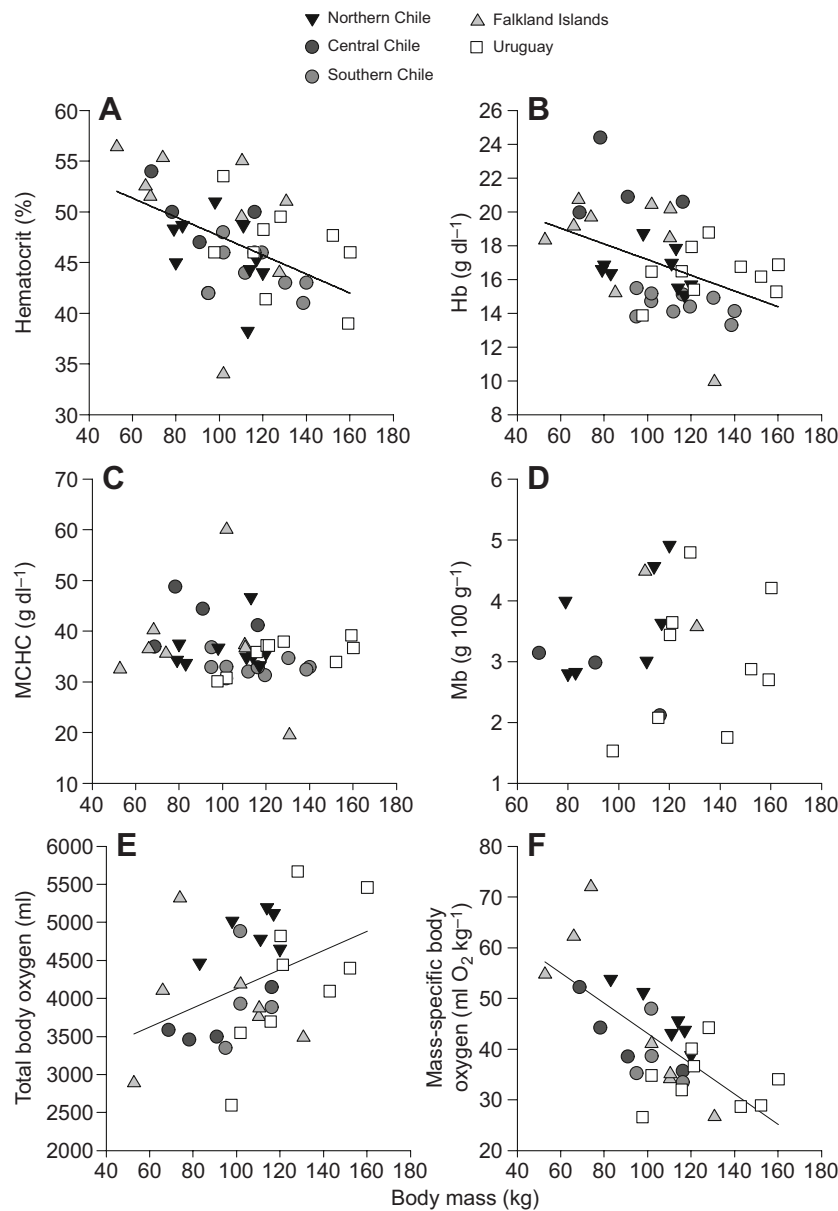 Northern Chile
Central Chile
Southern Chile
Falkland Islands
Uruguay
A
Hematocrit (%)
60
55
50
45
40
35
30
40 60 80 100 120 140 160 180
B
Hb (g dl–1)
26
24
22
20
18
16
14
12
10
8
40 60 80 100 120 140 160 180
C
MCHC (g dl–1)
70
60
50
40
30
20
10
40 60 80 100 120 140 160 180
D
Mb (g 100 g–1)
6
5
4
3
2
1
60 80 100 120 140 160 180
E
Total body oxygen (ml)
6000
5500
5000
4500
4000
3500
3000
2500
2000
40 60 80 100 120 140 160 180
F
Mass-specific body
oxygen (ml O2 kg–1)
80
70
60
50
40
30
20
40 60 80 100 120 140 160 180
Body mass (kg)